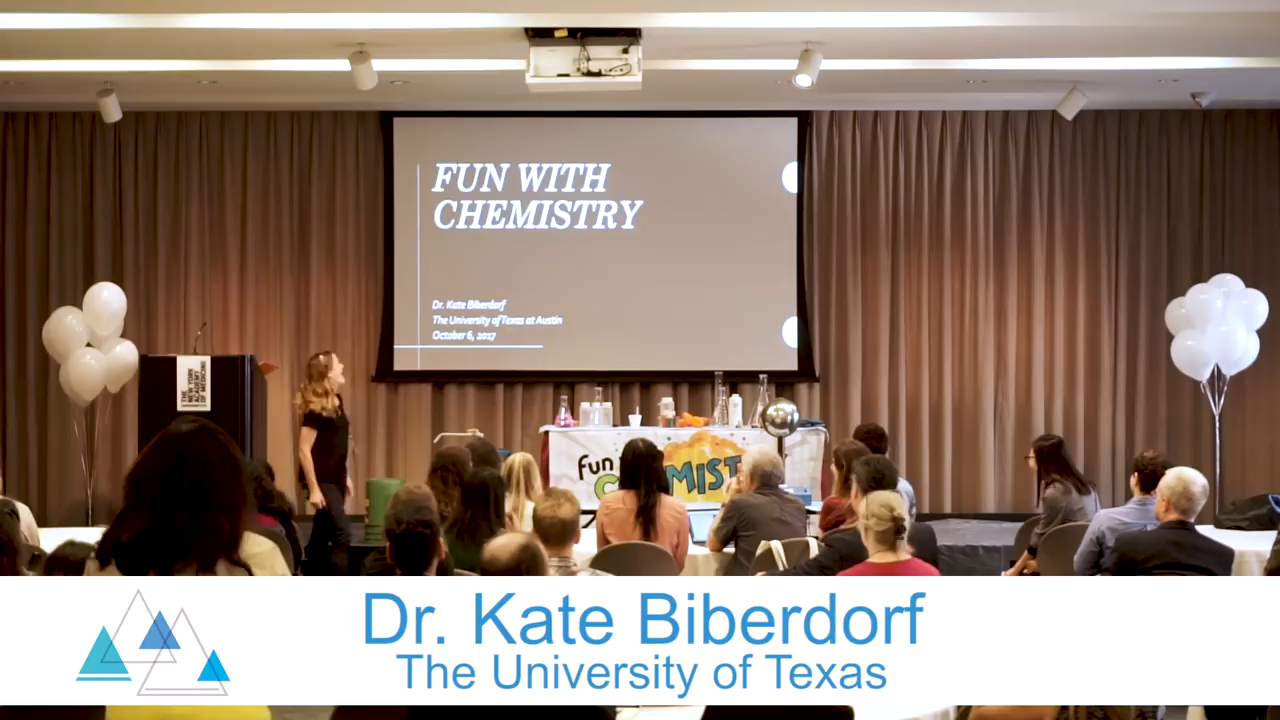 FUN WITH
CHEMISTRY
Dr. Kate Biberdorf
The University of Texas at Austin
October 6, 2017
THE
NEW YORK
ACADEMY
OF MEDICINE
Fun
MIST
Dr. Kate Biberdorf
The University of Texas